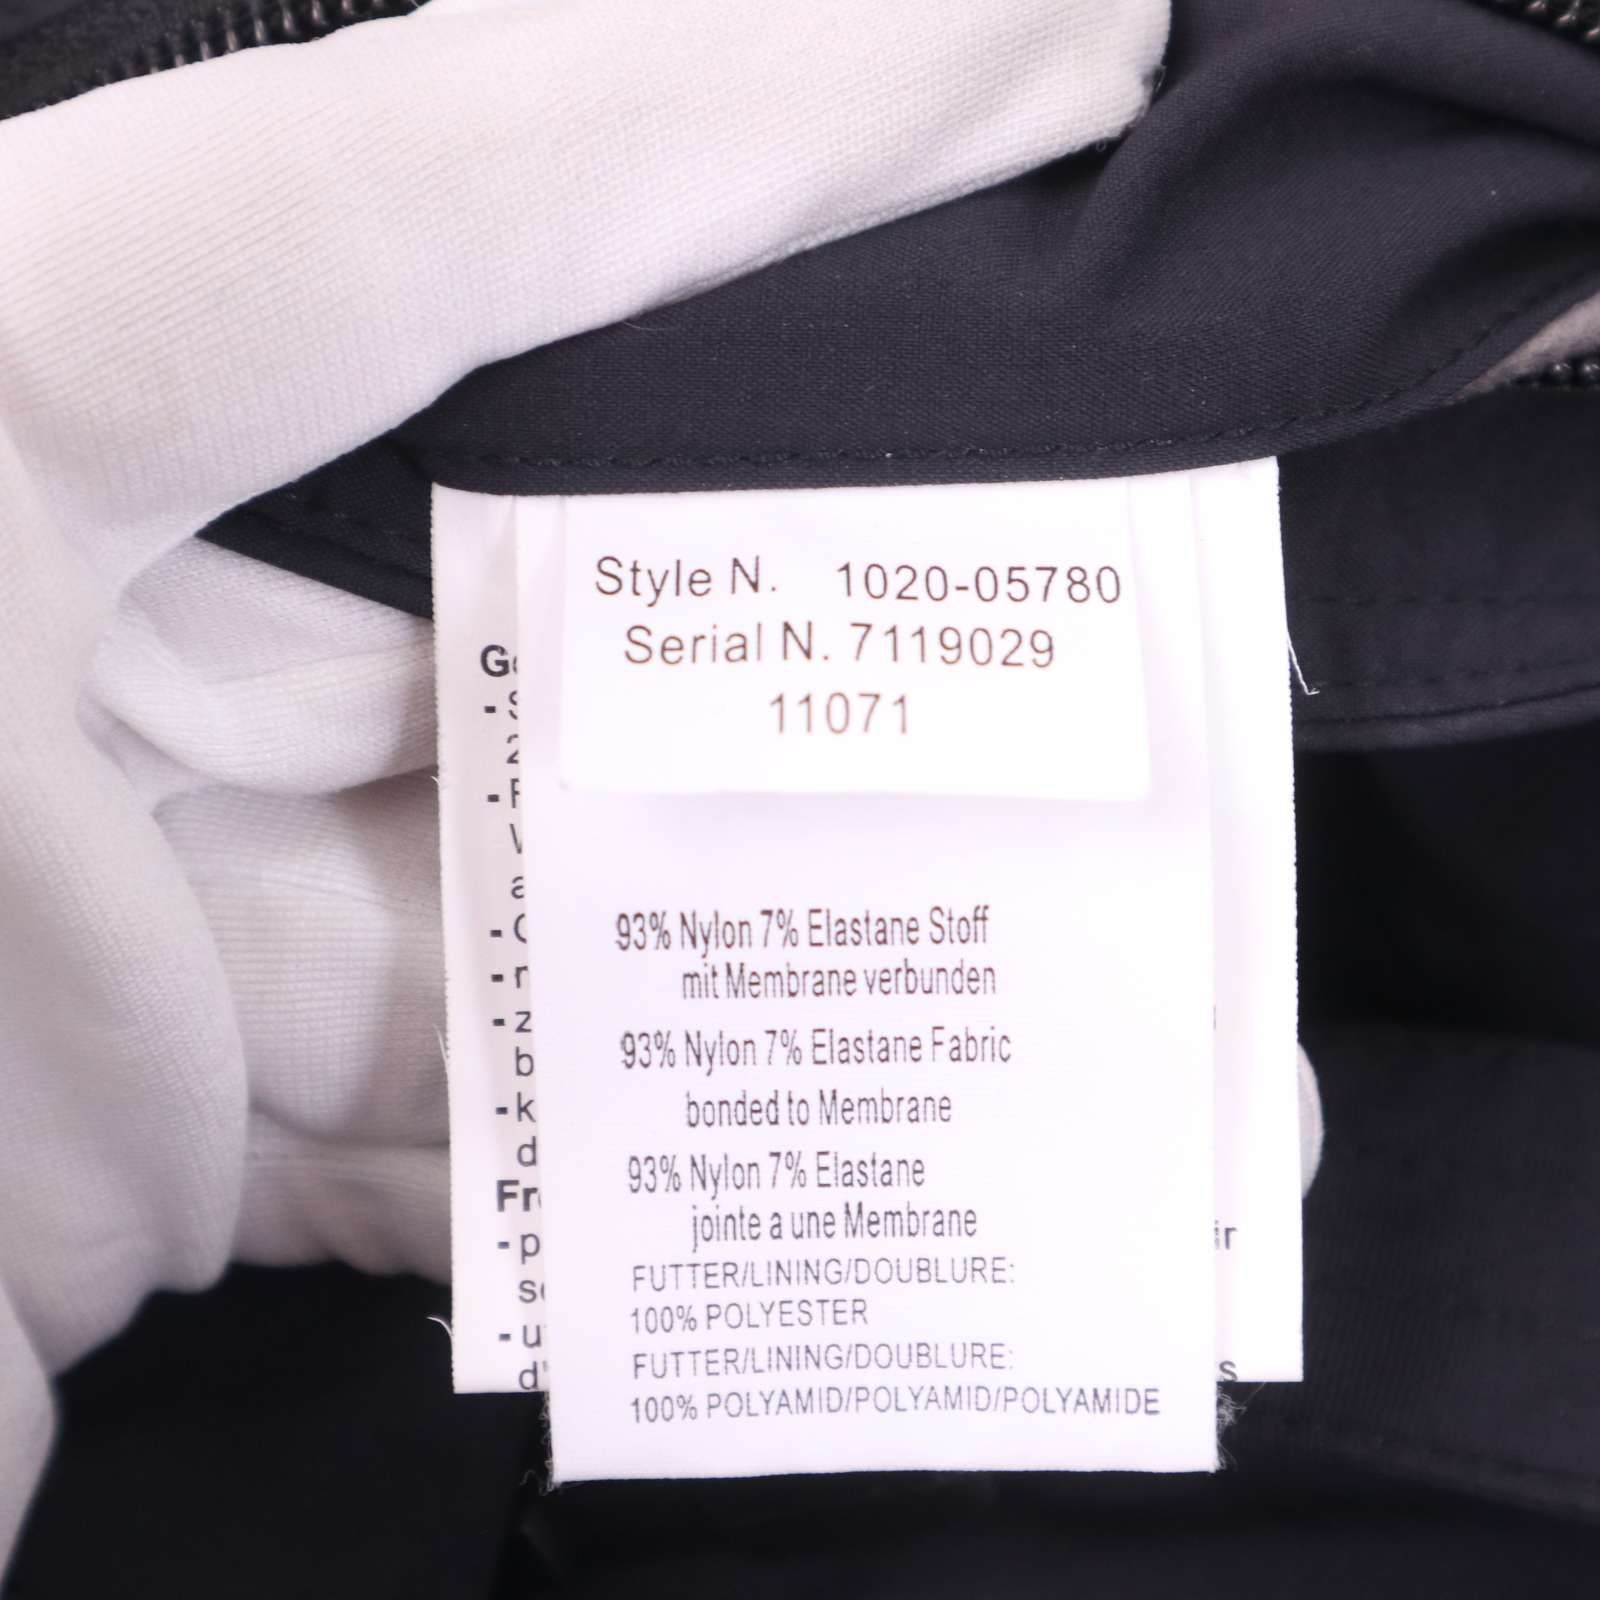 Style N. 1020-05780
Serial N. 7119029
11071
93% Nylon 7% Elastane Stoff
mit Membrane verbunden
93% Nylon 7% Elastane Fabric
bonded to Membrane
93% Nylon 7% Elastane
jointe a une Membrane
FUTTER/LINING/DOUBLURE:
100% POLYESTER
FUTTER/LINING/DOUBLURE:
100% POLYAMID/POLYAMID/POLYAMIDE